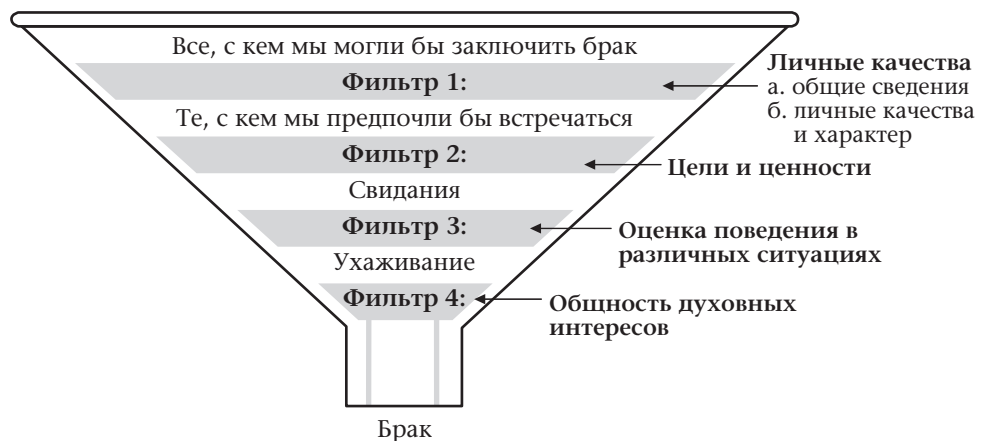 Все, с кем мы могли бы заключить брак
Фильтр 1:
Личные качества
а. общие сведения
б. личные качества
и характер
Те, с кем мы предпочли бы встречаться
Фильтр 2:
Цели и ценности
Свидания
Фильтр 3:
Оценка поведения в
различных ситуациях
Ухаживание
Фильтр 4:
Общность духовных
интересов
Брак